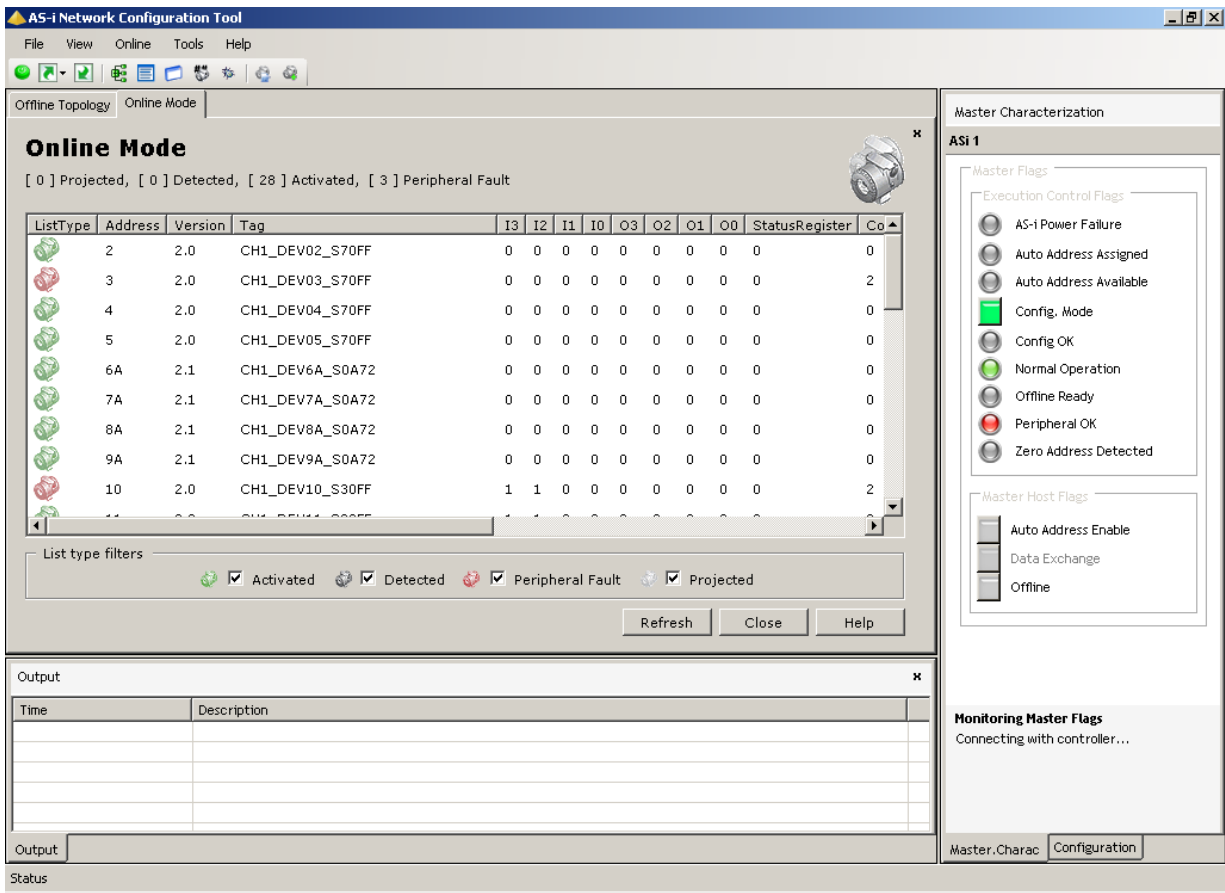 AS-i Network Configuration Tool
File View Online Tools Help
Offline Topology Online Mode
Online Mode
[ 0 ] Projected, [ 0 ] Detected, [ 28 ] Activated, [ 3 ] Peripheral Fault
ListType Address Version Tag I3 I2 I1 I0 O3 O2 O1 O0 StatusRegister Co
2 2.0 CH1_DEV02_S70FF 0 0 0 0 0 0 0 0 0 0
3 2.0 CH1_DEV03_S70FF 0 0 0 0 0 0 0 0 0 2
4 2.0 CH1_DEV04_S70FF 0 0 0 0 0 0 0 0 0 0
5 2.0 CH1_DEV05_S70FF 0 0 0 0 0 0 0 0 0 0
6A 2.1 CH1_DEV6A_S0A72 0 0 0 0 0 0 0 0 0 0
7A 2.1 CH1_DEV7A_S0A72 0 0 0 0 0 0 0 0 0 0
8A 2.1 CH1_DEV8A_S0A72 0 0 0 0 0 0 0 0 0 0
9A 2.1 CH1_DEV9A_S0A72 0 0 0 0 0 0 0 0 0 0
10 2.0 CH1_DEV10_S30FF 1 1 0 0 0 0 0 0 0 2
List type filters
Activated Detected Peripheral Fault Projected
Refresh Close Help
Output
Time Description
Output
Status
Master Characterization
ASi 1
Master Flags
Execution Control Flags
AS-i Power Failure
Auto Address Assigned
Auto Address Available
Config. Mode
Config OK
Normal Operation
Offline Ready
Peripheral OK
Zero Address Detected
Master Host Flags
Auto Address Enable
Data Exchange
Offline
Monitoring Master Flags
Connecting with controller...
Master.Charac Configuration